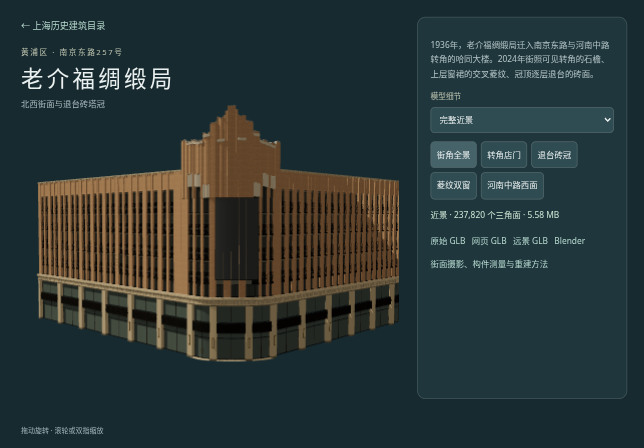 ← 上海历史建筑目录
黄浦区 · 南京东路257号
老介福绸缎局
北西街面与退台砖塔冠
1936年，老介福绸缎局迁入南京东路与河南中路
转角的哈同大楼。2024年街照可见转角的石檐、
上层窗裙的交叉菱纹、冠顶逐层退台的砖面。
模型细节
完整近景
街角全景 转角店门 退台砖冠
菱纹双窗 河南中路西面
近景 · 237,820 个三角面 · 5.58 MB
原始 GLB 网页 GLB 远景 GLB Blender
街面摄影、构件测量与重建方法
拖动旋转 · 滚轮或双指缩放